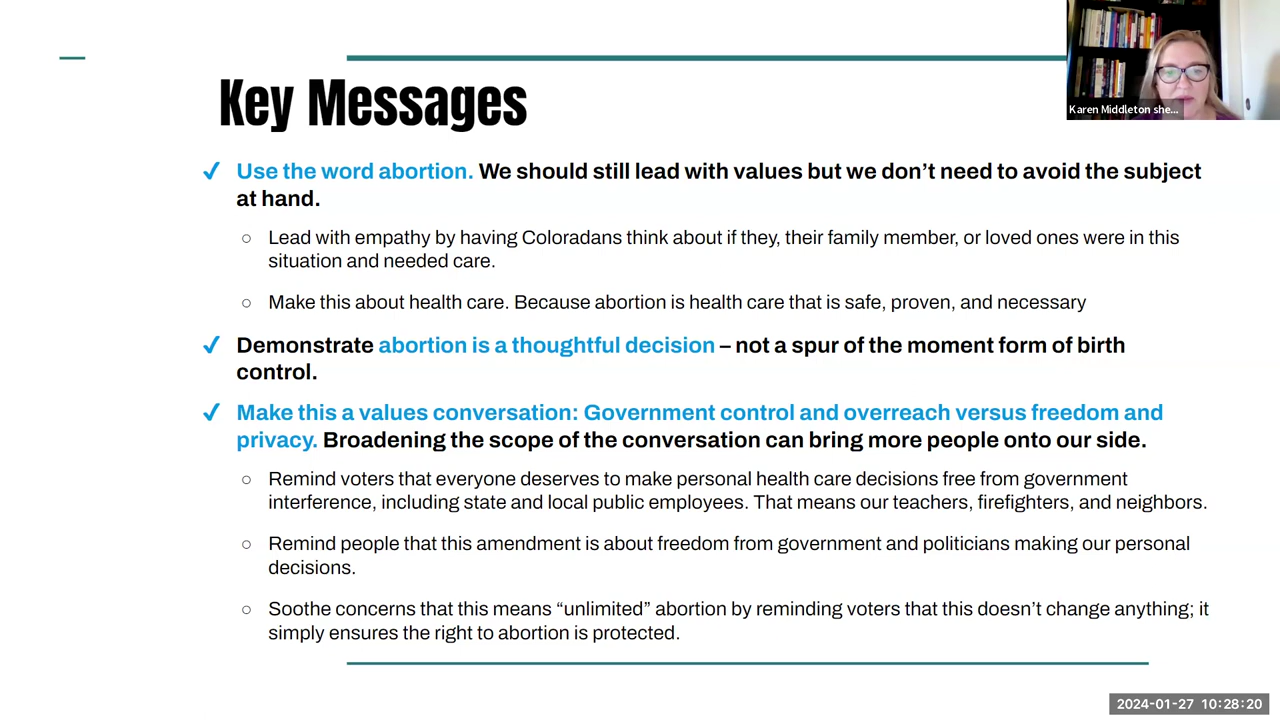 Karen Middleton she...
Key Messages
✓ Use the word abortion. We should still lead with values but we don’t need to avoid the subject
at hand.
○ Lead with empathy by having Coloradans think about if they, their family member, or loved ones were in this
situation and needed care.
○ Make this about health care. Because abortion is health care that is safe, proven, and necessary
✓ Demonstrate abortion is a thoughtful decision – not a spur of the moment form of birth
control.
✓ Make this a values conversation: Government control and overreach versus freedom and
privacy. Broadening the scope of the conversation can bring more people onto our side.
○ Remind voters that everyone deserves to make personal health care decisions free from government
interference, including state and local public employees. That means our teachers, firefighters, and neighbors.
○ Remind people that this amendment is about freedom from government and politicians making our personal
decisions.
○ Soothe concerns that this means “unlimited” abortion by reminding voters that this doesn’t change anything; it
simply ensures the right to abortion is protected.
2024-01-27 10:28:20